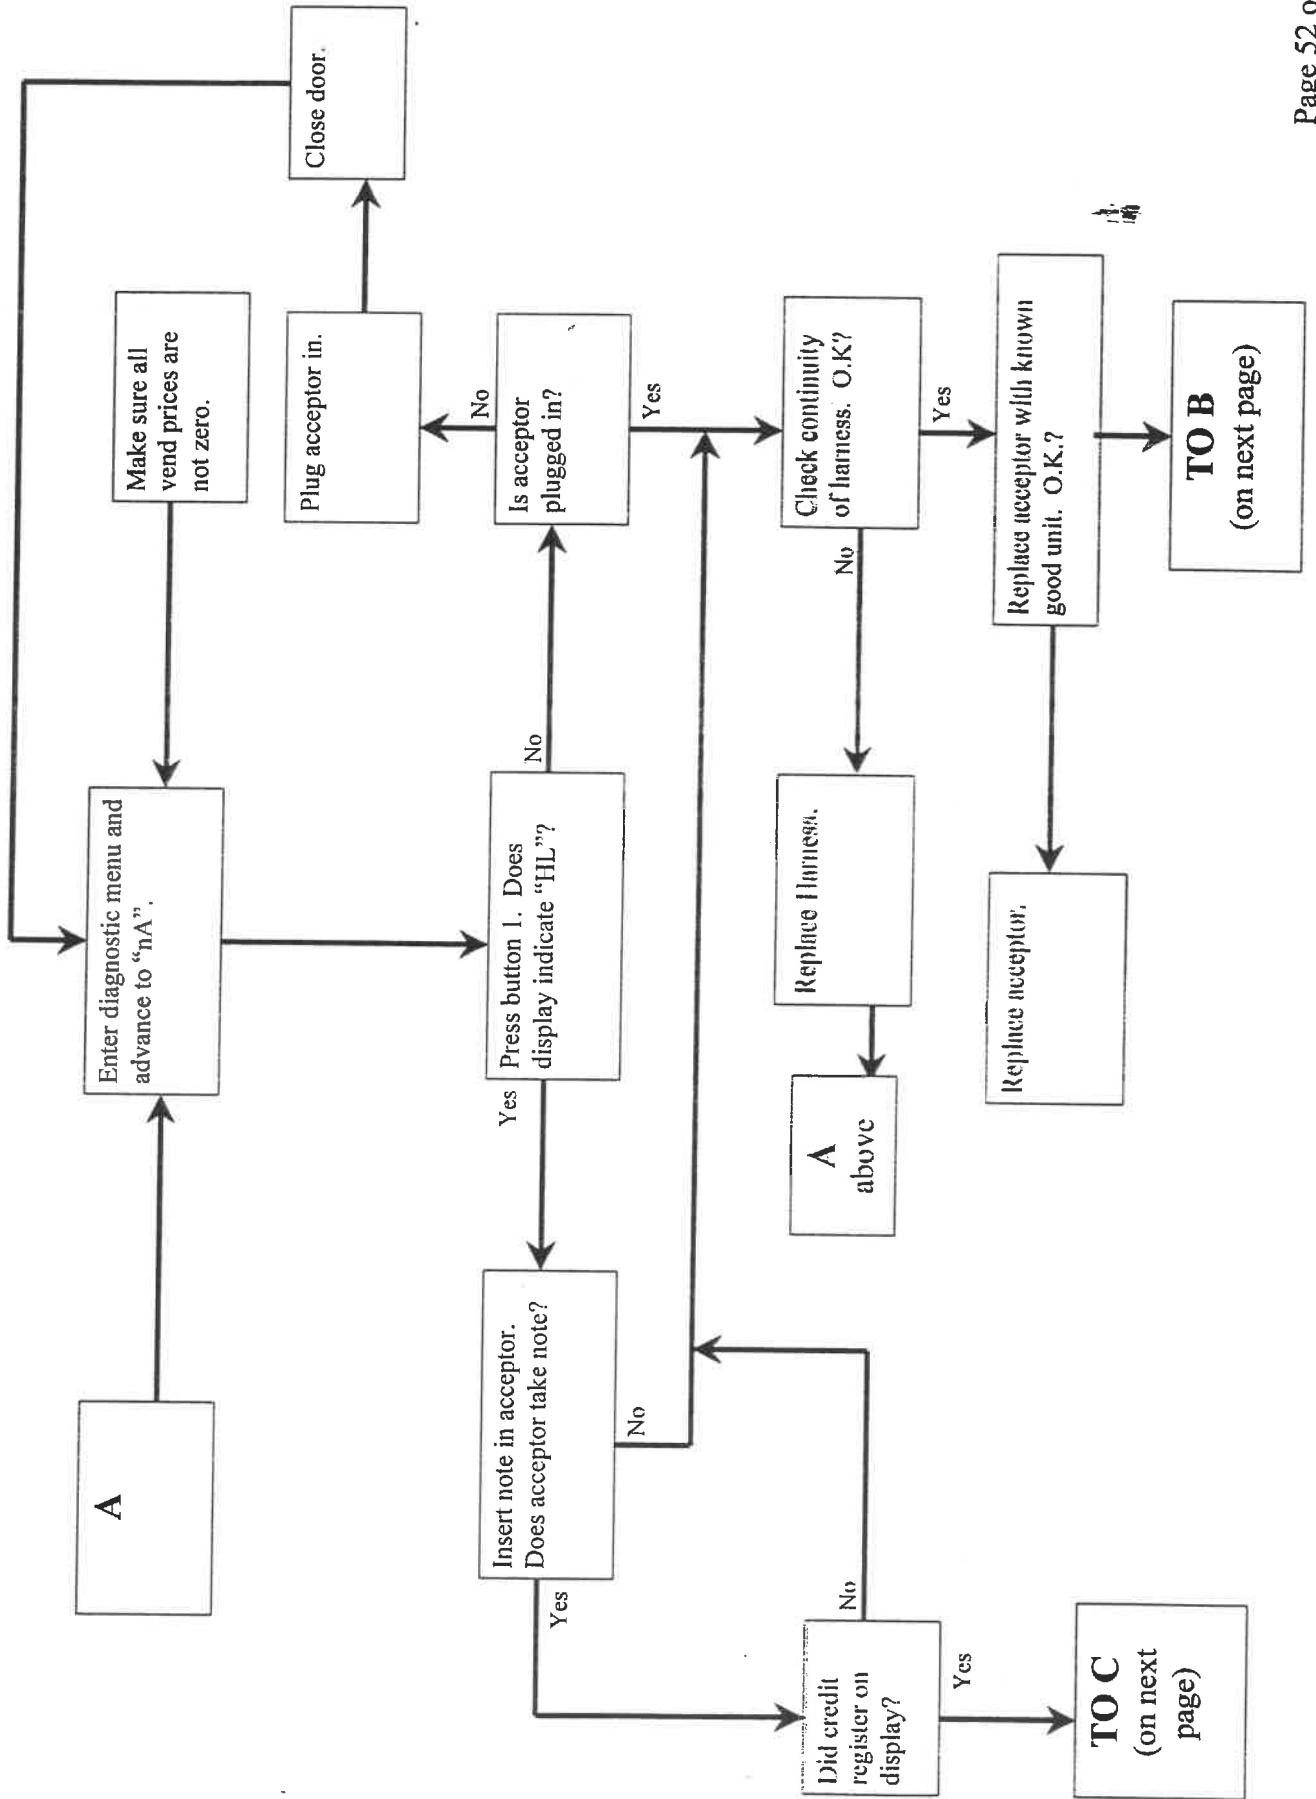 A
Enter diagnostic menu and
advance to “nA”.
Make sure all
vend prices are
not zero.
Close door.
Plug acceptor in.
No
Is acceptor
plugged in?
Yes
No
Press button 1. Does
display indicate “HL”?
Yes
Insert note in acceptor.
Does acceptor take note?
No
Yes
Did credit
register on
display?
No
Yes
TO C
(on next
page)
Check continuity
of harness. O.K?
No
Yes
Replace Harness.
A
above
Replace acceptor with known
good unit. O.K.?
Replace acceptor.
TO B
(on next page)
Page 52 o